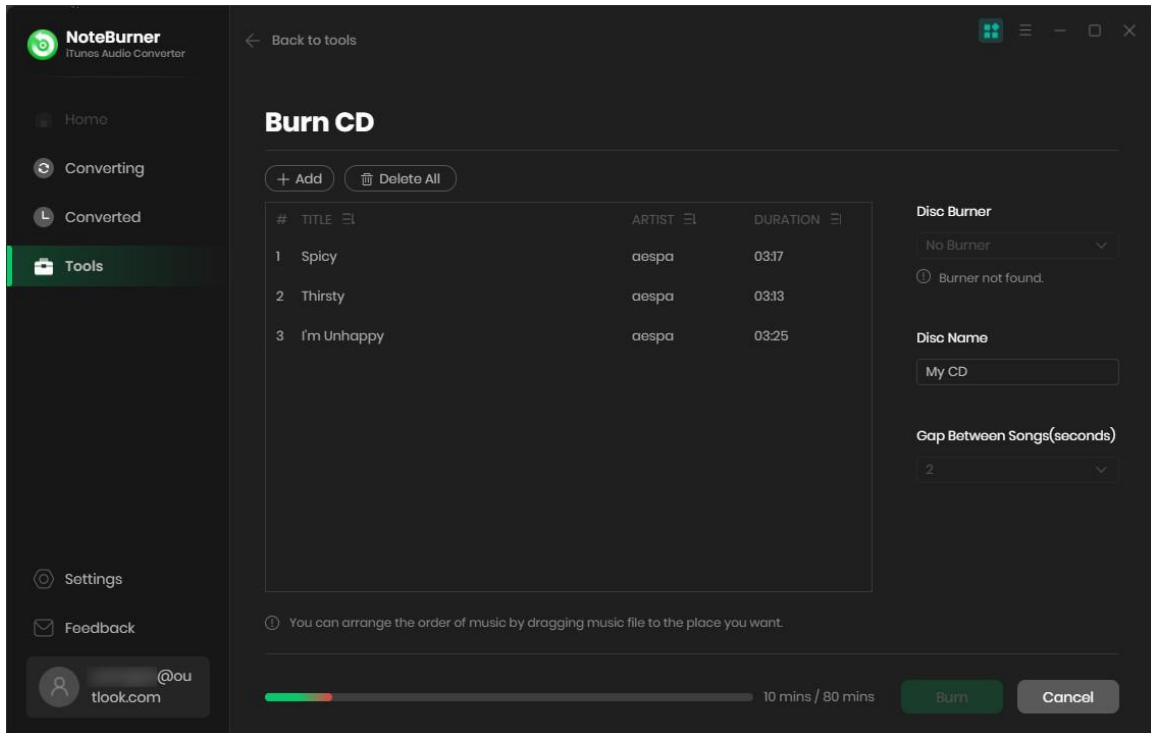 NoteBurner
iTunes Audio Converter
Back to tools
Home
Converting
Converted
Tools
Settings
Feedback
@ou
tlook.com
Burn CD
+ Add
Delete All
# TITLE ARTIST DURATION
1 Spicy aespa 03:17
2 Thirsty aespa 03:13
3 I'm Unhappy aespa 03:25
You can arrange the order of music by dragging music file to the place you want.
Disc Burner
No Burner
Burner not found.
Disc Name
My CD
Gap Between Songs(seconds)
2
10 mins / 80 mins
Burn
Cancel